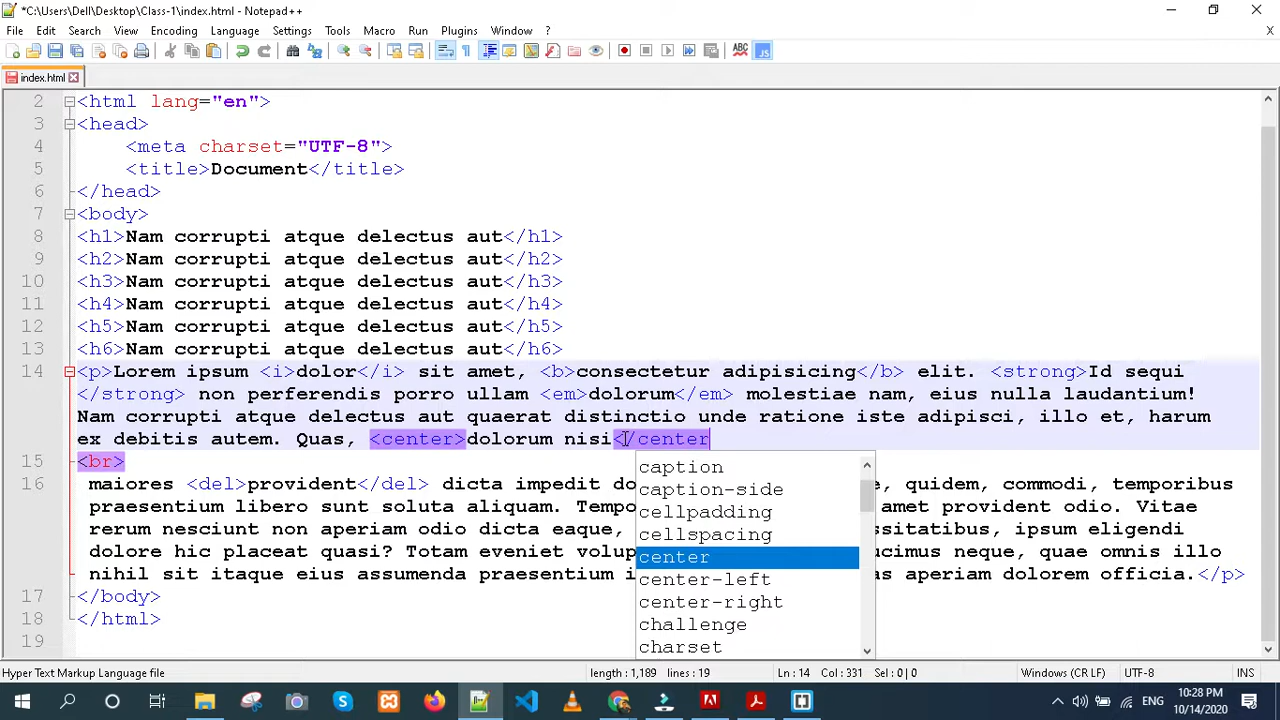 *C:\Users\Dell\Desktop\Class-1\index.html - Notepad++
File Edit Search View Encoding Language Settings Tools Macro Run Plugins Window ? X
index.html
2 <html lang="en">
3 <head>
4 <meta charset="UTF-8">
5 <title>Document</title>
6 </head>
7 <body>
8 <h1>Nam corrupti atque delectus aut</h1>
9 <h2>Nam corrupti atque delectus aut</h2>
10 <h3>Nam corrupti atque delectus aut</h3>
11 <h4>Nam corrupti atque delectus aut</h4>
12 <h5>Nam corrupti atque delectus aut</h5>
13 <h6>Nam corrupti atque delectus aut</h6>
14 <p>Lorem ipsum <i>dolor</i> sit amet, <b>consectetur adipisicing</b> elit. <strong>Id sequi
</strong> non perferendis porro ullam <em>dolorum</em> molestiae nam, eius nulla laudantium!
Nam corrupti atque delectus aut quaerat distinctio unde ratione iste adipisci, illo et, harum
ex debitis autem. Quas, <center>dolorum nisi</center
15 <br>
16 maiores <del>provident</del> dicta impedit do e, quidem, commodi, temporibus
praesentium libero sunt soluta aliquam. Tempo amet provident odio. Vitae
rerum nesciunt non aperiam odio dicta eaque, ssitatibus, ipsum eligendi
dolore hic placeat quasi? Totam eveniet volup ucimus neque, quae omnis illo
nihil sit itaque eius assumenda praesentium i as aperiam dolorem officia.</p>
17 </body>
18 </html>
19
caption
caption-side
cellpadding
cellspacing
center
center-left
center-right
challenge
charset
Hyper Text Markup Language file length : 1,189 lines : 19 Ln : 14 Col : 331 Sel : 0 | 0 Windows (CR LF) UTF-8 INS
ENG
10:28 PM
10/14/2020